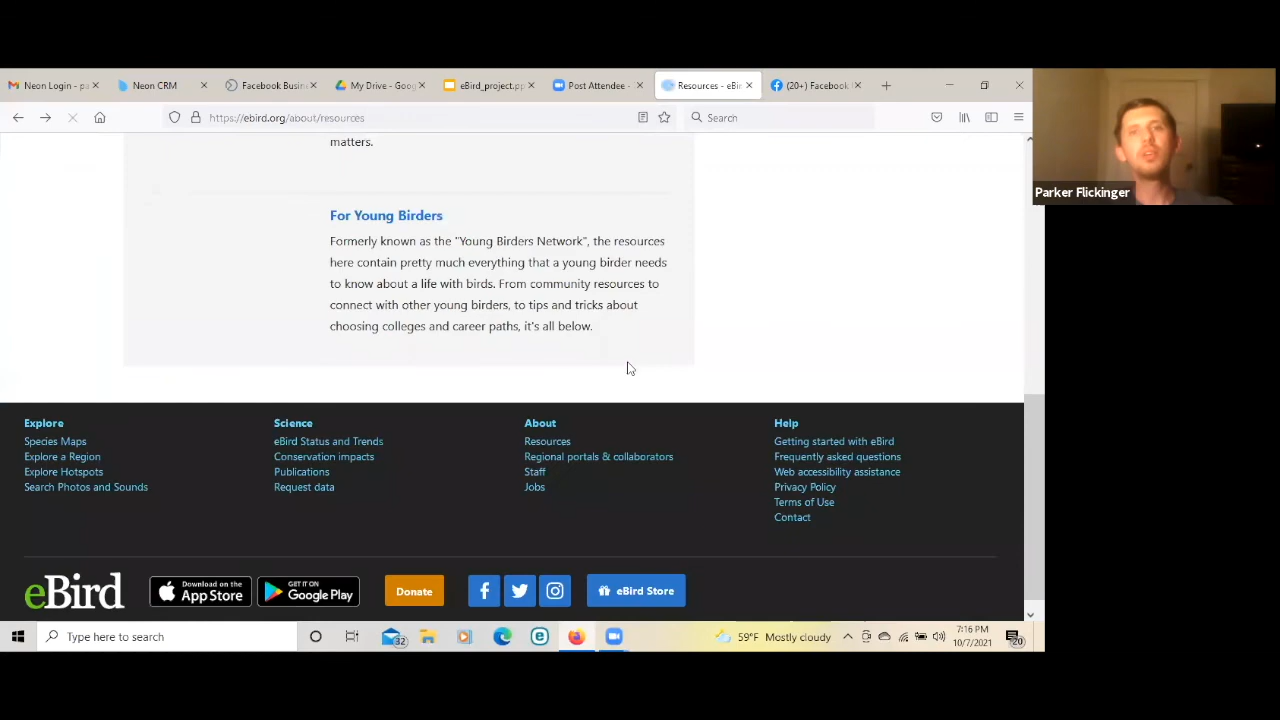 Neon Login - pa
Neon CRM
Facebook Busin
My Drive - Goog
eBird_project.pp
Post Attendee -
Resources - eBir
(20+) Facebook
https://ebird.org/about/resources
Search
Parker Flickinger
matters.
For Young Birders
Formerly known as the "Young Birders Network", the resources
here contain pretty much everything that a young birder needs
to know about a life with birds. From community resources to
connect with other young birders, to tips and tricks about
choosing colleges and career paths, it's all below.
Explore
Species Maps
Explore a Region
Explore Hotspots
Search Photos and Sounds
Science
eBird Status and Trends
Conservation impacts
Publications
Request data
About
Resources
Regional portals & collaborators
Staff
Jobs
Help
Getting started with eBird
Frequently asked questions
Web accessibility assistance
Privacy Policy
Terms of Use
Contact
eBird
Download on the
App Store
GET IT ON
Google Play
Donate
eBird Store
Type here to search
32
59°F Mostly cloudy
7:16 PM
10/7/2021
20